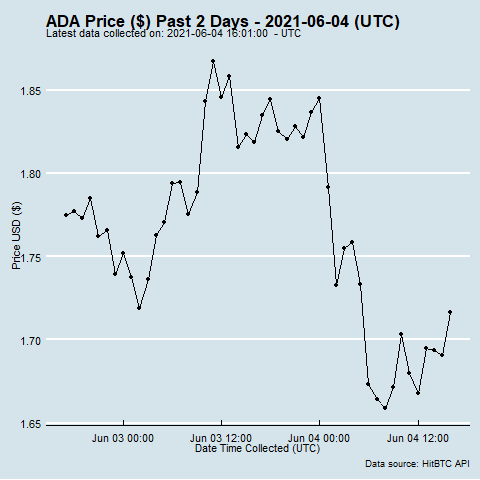 ADA Price ($) Past 2 Days - 2021-06-04 (UTC)
Latest data collected on: 2021-06-04 16:01:00 - UTC
Price USD ($)
1.85
1.80
1.75
1.70
1.65
Jun 03 00:00 Jun 03 12:00 Jun 04 00:00 Jun 04 12:00
Date Time Collected (UTC)
Data source: HitBTC API